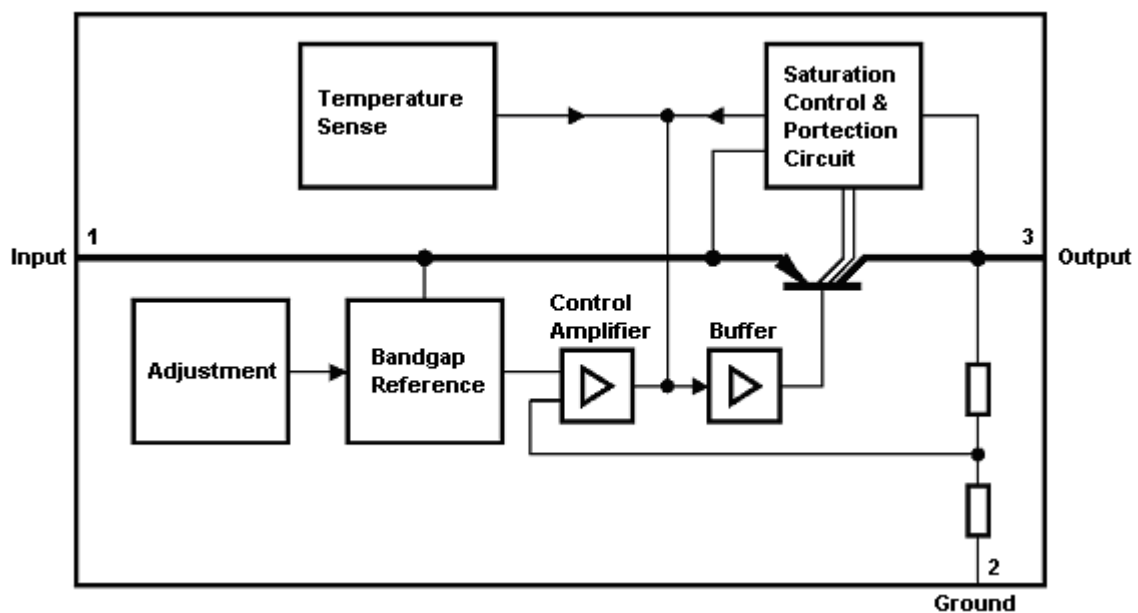 Temperature
Sense
Saturation
Control &
Portection
Circuit
1
3
Input
Output
Control
Amplifier
Buffer
Adjustment
Bandgap
Reference
2
Ground